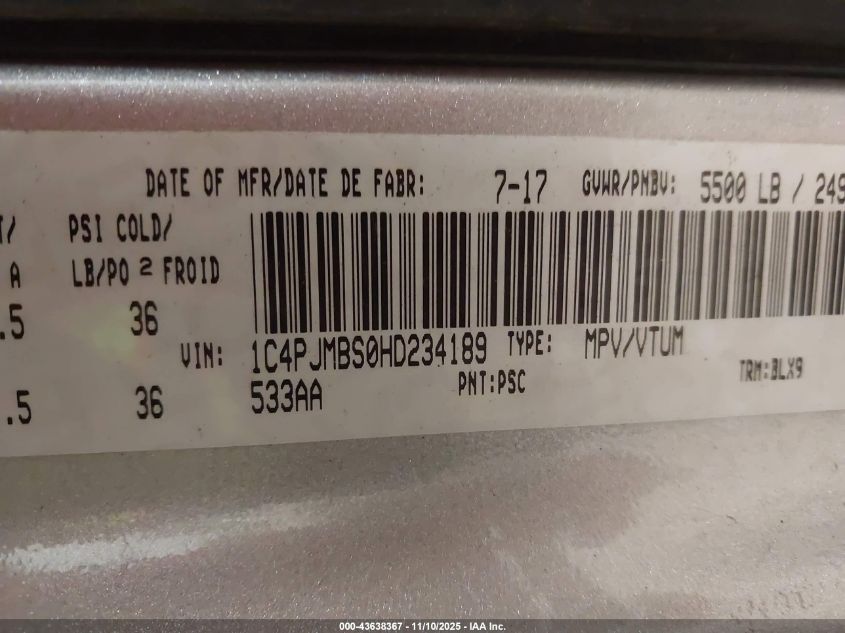 DATE OF MFR/DATE DE FABR: 7-17 GVWR/PNBV: 5500 LB / 249
T/ PSI COLD/
A LB/PO 2 FROID
.5 36
VIN: 1C4PJMBS0HD234189 TYPE: MPV/VTUM
533AA PNT:PSC TRM:BLX9
.5 36
000-43638367 - 11/10/2025 - IAA Inc.